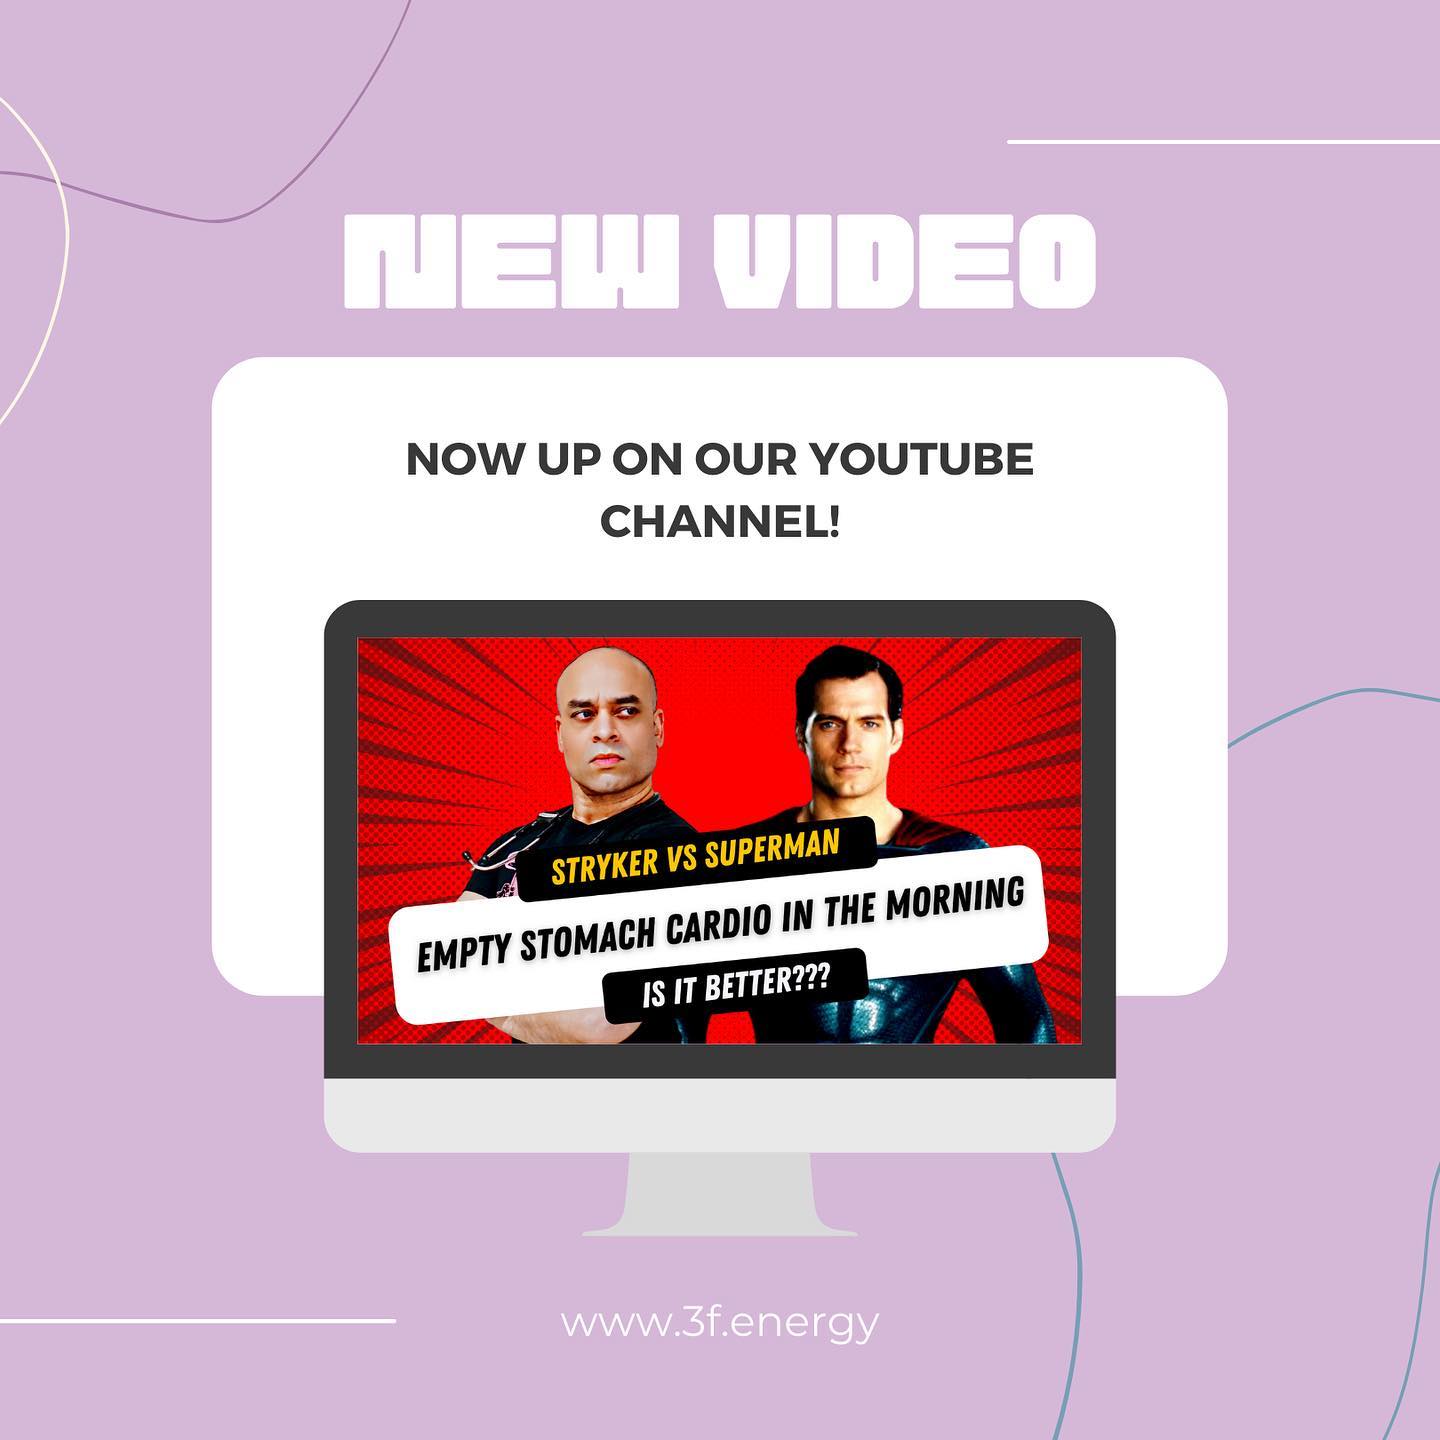 NEW VIDEO
NOW UP ON OUR YOUTUBE
CHANNEL!
STRYKER VS SUPERMAN
EMPTY STOMACH CARDIO IN THE MORNING
IS IT BETTER???
www.3f.energy